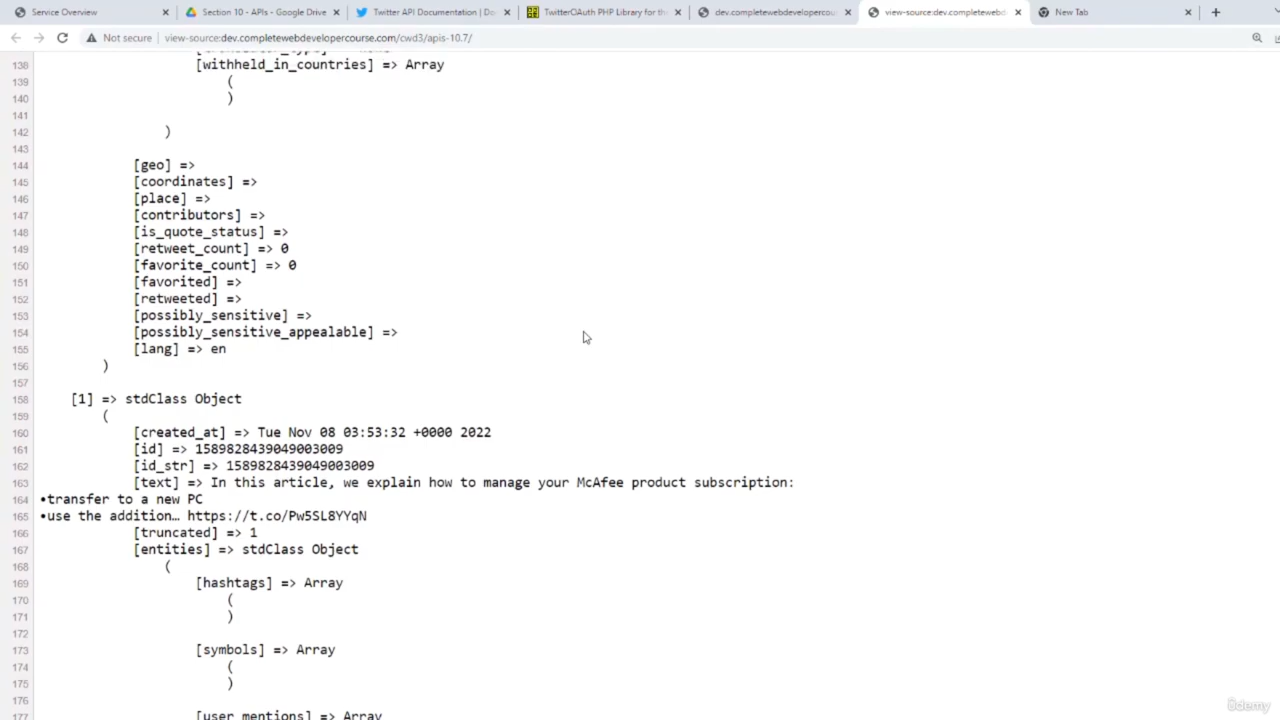 Service Overview
Section 10 - APIs - Google Drive
Twitter API Documentation | Do
TwitterOAuth PHP Library for th
dev.completewebdevelopercou
view-source:dev.completeweb
New Tab
Not secure | view-source:dev.completewebdevelopercourse.com/cwd3/apis-10.7/
138 [withheld_in_countries] => Array
139 (
140 )
141
142 )
143
144 [geo] =>
145 [coordinates] =>
146 [place] =>
147 [contributors] =>
148 [is_quote_status] =>
149 [retweet_count] => 0
150 [favorite_count] => 0
151 [favorited] =>
152 [retweeted] =>
153 [possibly_sensitive] =>
154 [possibly_sensitive_appealable] =>
155 [lang] => en
156 )
157
158 [1] => stdClass Object
159 (
160 [created_at] => Tue Nov 08 03:53:32 +0000 2022
161 [id] => 1589828439049003009
162 [id_str] => 1589828439049003009
163 [text] => In this article, we explain how to manage your McAfee product subscription:
164 •transfer to a new PC
165 •use the addition… https://t.co/Pw5SL8YYqN
166 [truncated] => 1
167 [entities] => stdClass Object
168 (
169 [hashtags] => Array
170 (
171 )
172
173 [symbols] => Array
174 (
175 )
176
177 [user_mentions] => Array
Udemy